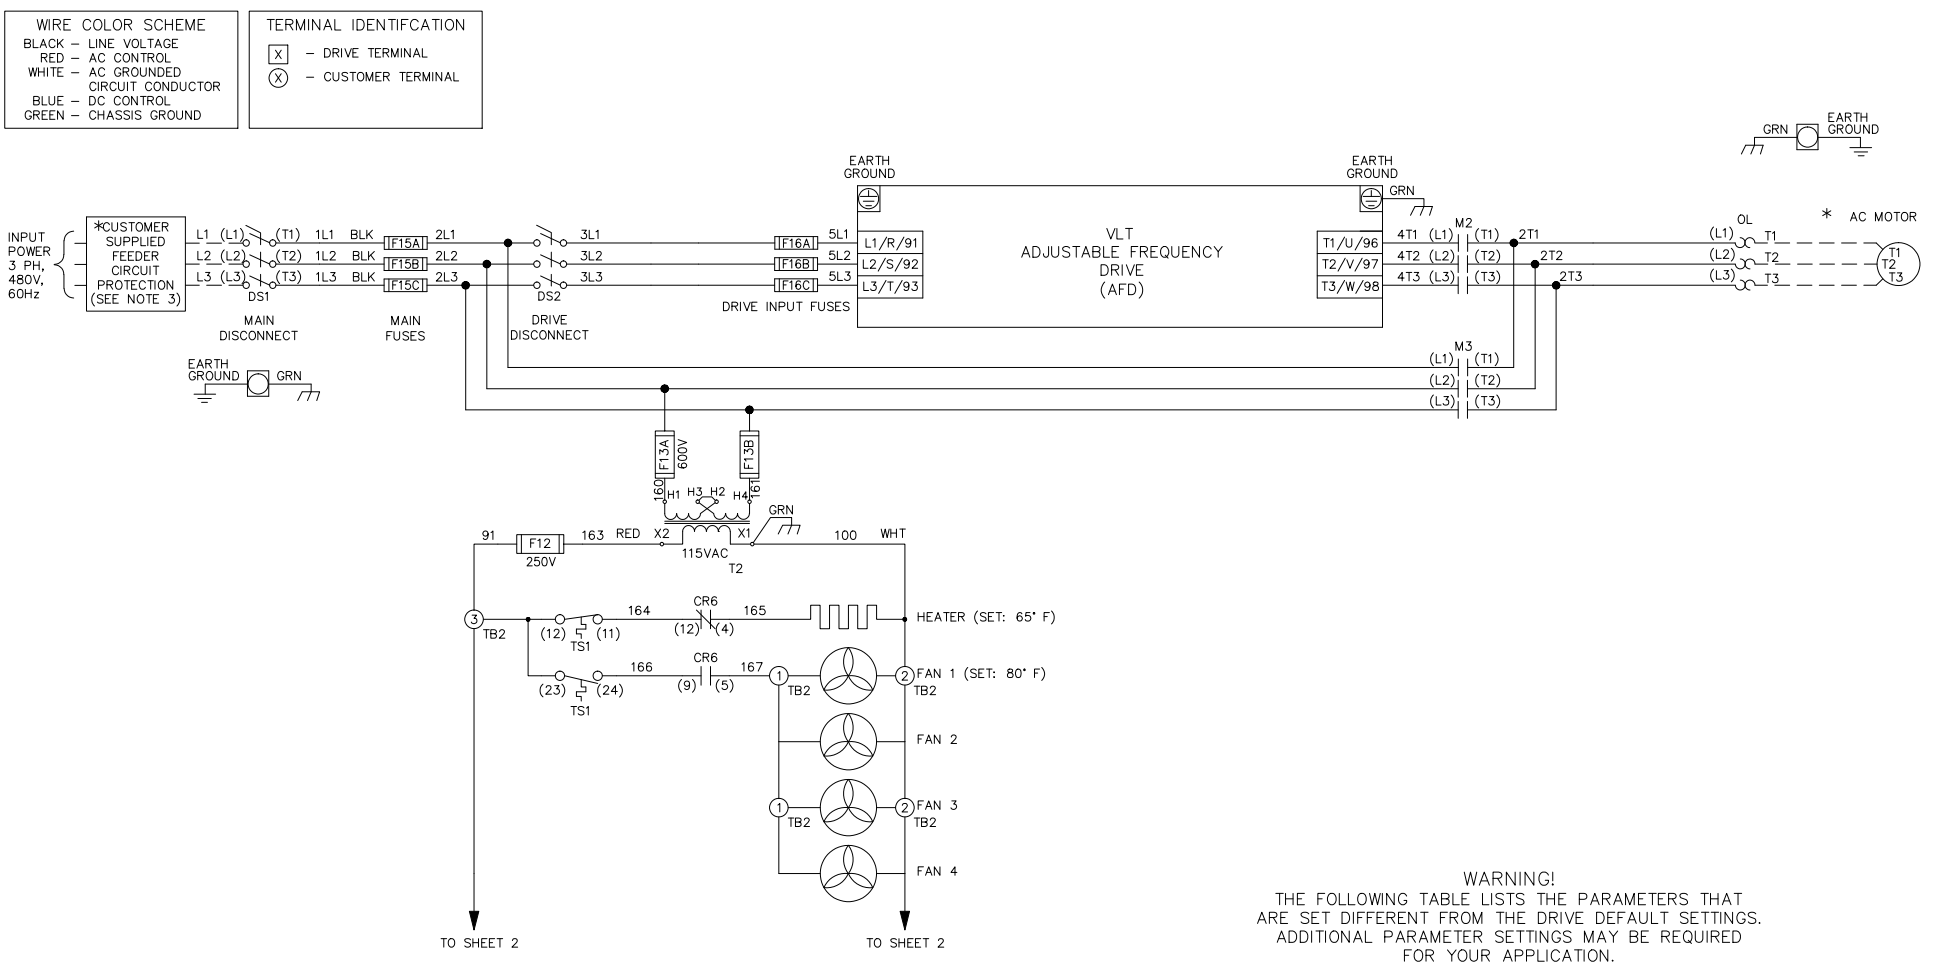 WIRE COLOR SCHEME
BLACK – LINE VOLTAGE
RED – AC CONTROL
WHITE – AC GROUNDED
CIRCUIT CONDUCTOR
BLUE – DC CONTROL
GREEN – CHASSIS GROUND
TERMINAL IDENTIFCATION
X – DRIVE TERMINAL
X – CUSTOMER TERMINAL
GRN
EARTH
GROUND
INPUT
POWER
3 PH,
480V,
60Hz
*CUSTOMER
SUPPLIED
FEEDER
CIRCUIT
PROTECTION
(SEE NOTE 3)
L1 (L1) (T1) 1L1 BLK F15A 2L1 3L1 F16A 5L1 L1/R/91
L2 (L2) (T2) 1L2 BLK F15B 2L2 3L2 F16B 5L2 L2/S/92
L3 (L3) (T3) 1L3 BLK F15C 2L3 3L3 F16C 5L3 L3/T/93
DS1
DS2
MAIN
DISCONNECT
MAIN
FUSES
DRIVE
DISCONNECT
DRIVE INPUT FUSES
EARTH
GROUND
VLT
ADJUSTABLE FREQUENCY
DRIVE
(AFD)
EARTH
GROUND
GRN
M2
T1/U/96 4T1 (L1) (T1) 2T1
T2/V/97 4T2 (L2) (T2) 2T2
T3/W/98 4T3 (L3) (T3) 2T3
OL
(L1) T1
(L2) T2
(L3) T3
* AC MOTOR
T1
T2
T3
EARTH
GROUND
GRN
M3
(L1) (T1)
(L2) (T2)
(L3) (T3)
F13A
600V
F13B
160
161
H1 H3 H2 H4
GRN
91 F12 163 RED X2 X1 100 WHT
250V
115VAC
T2
3
TB2
164 CR6 165
(12) (11) (12) (4)
TS1
HEATER (SET: 65° F)
166 CR6 167
(23) (24) (9) (5)
TS1
1
TB2
2
TB2
FAN 1 (SET: 80° F)
FAN 2
1
TB2
2
TB2
FAN 3
FAN 4
TO SHEET 2
TO SHEET 2
WARNING!
THE FOLLOWING TABLE LISTS THE PARAMETERS THAT
ARE SET DIFFERENT FROM THE DRIVE DEFAULT SETTINGS.
ADDITIONAL PARAMETER SETTINGS MAY BE REQUIRED
FOR YOUR APPLICATION.